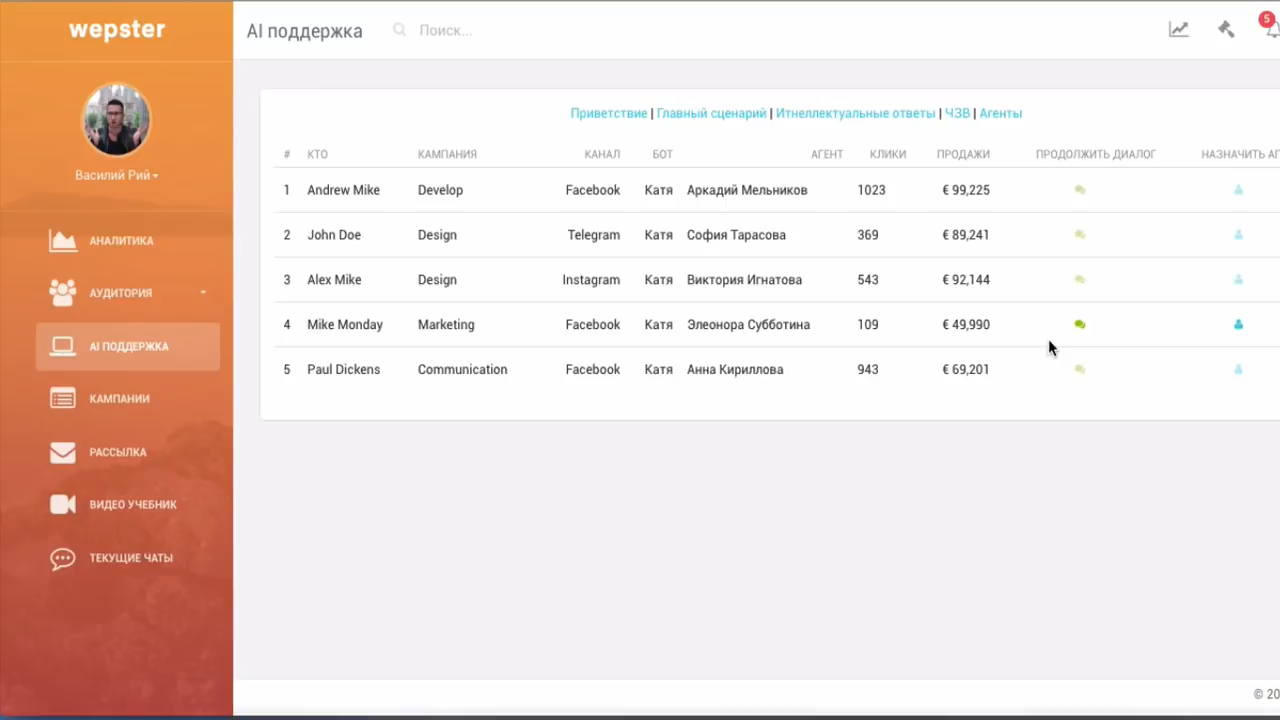 wepster
AI поддержка
Поиск...
5
Василий Рий
АНАЛИТИКА
АУДИТОРИЯ
AI ПОДДЕРЖКА
КАМПАНИИ
РАССЫЛКА
ВИДЕО УЧЕБНИК
ТЕКУЩИЕ ЧАТЫ
Приветствие | Главный сценарий | Итнеллектуальные ответы | ЧЗВ | Агенты
# КТО КАМПАНИЯ КАНАЛ БОТ АГЕНТ КЛИКИ ПРОДАЖИ ПРОДОЛЖИТЬ ДИАЛОГ НАЗНАЧИТЬ АГ
1 Andrew Mike Develop Facebook Катя Аркадий Мельников 1023 € 99,225
2 John Doe Design Telegram Катя София Тарасова 369 € 89,241
3 Alex Mike Design Instagram Катя Виктория Игнатова 543 € 92,144
4 Mike Monday Marketing Facebook Катя Элеонора Субботина 109 € 49,990
5 Paul Dickens Communication Facebook Катя Анна Кириллова 943 € 69,201
© 20